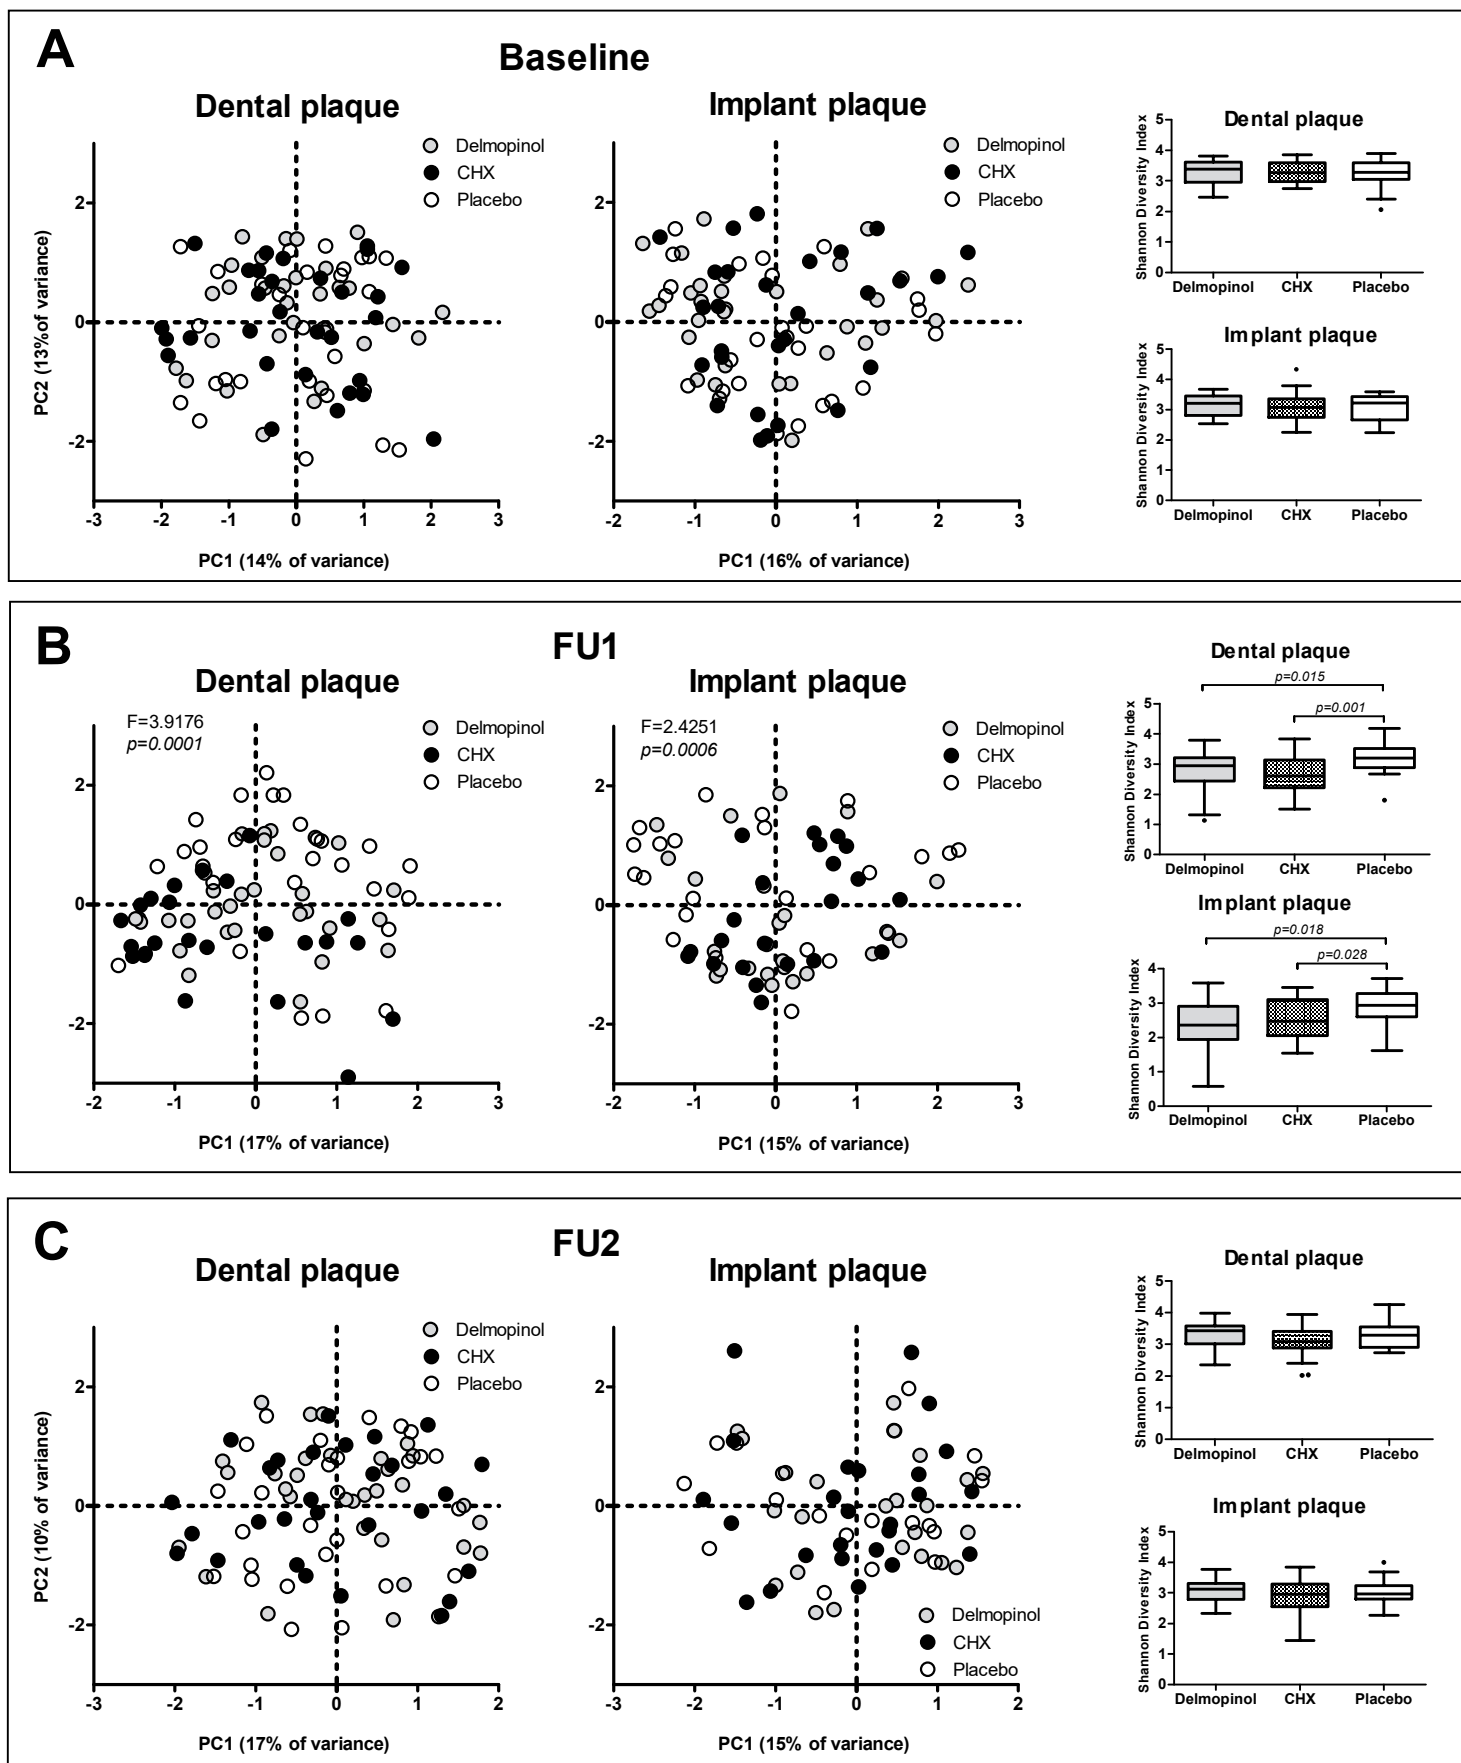 A
Baseline
Dental plaque
Delmopinol
CHX
Placebo
PC2 (13%of variance)
2
0
-2
-3
-2
-1
0
1
2
3
PC1 (14% of variance)
Implant plaque
Delmopinol
CHX
Placebo
2
0
-2
-2
-1
0
1
2
3
PC1 (16% of variance)
Dental plaque
Shannon Diversity Index
5
4
3
2
1
0
Delmopinol
CHX
Placebo
Implant plaque
Shannon Diversity Index
5
4
3
2
1
0
Delmopinol
CHX
Placebo
B
FU1
Dental plaque
F=3.9176
p=0.0001
Delmopinol
CHX
Placebo
2
0
-2
-2
-1
0
1
2
3
PC1 (17% of variance)
Implant plaque
F=2.4251
p=0.0006
Delmopinol
CHX
Placebo
2
0
-2
-2
-1
0
1
2
3
PC1 (15% of variance)
Dental plaque
p=0.015
p=0.001
Shannon Diversity Index
5
4
3
2
1
0
Delmopinol
CHX
Placebo
Implant plaque
p=0.018
p=0.028
Shannon Diversity Index
4
3
2
1
0
Delmopinol
CHX
Placebo
C
FU2
Dental plaque
Delmopinol
CHX
Placebo
PC2 (10% of variance)
2
0
-2
-3
-2
-1
0
1
2
PC1 (17% of variance)
Implant plaque
2
0
-2
Delmopinol
CHX
Placebo
-3
-2
-1
0
1
2
PC1 (15% of variance)
Dental plaque
Shannon Diversity Index
5
4
3
2
1
0
Delmopinol
CHX
Placebo
Implant plaque
Shannon Diversity Index
5
4
3
2
1
0
Delmopinol
CHX
Placebo